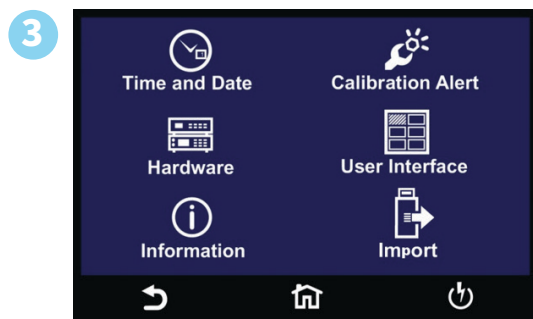 3
Time and Date
Calibration Alert
Hardware
User Interface
Information
Import